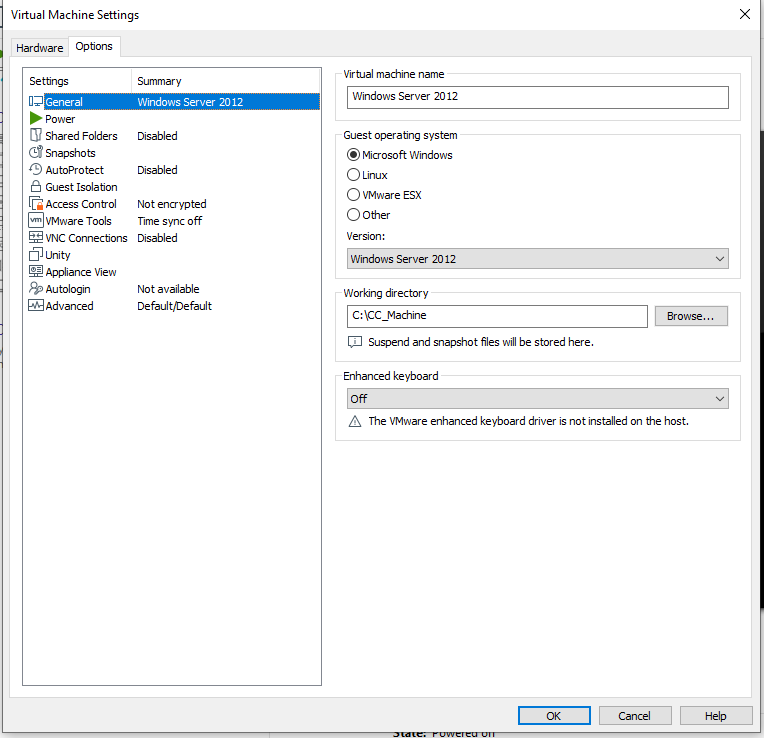 Virtual Machine Settings
Hardware Options
Settings Summary
General Windows Server 2012
Power
Shared Folders Disabled
Snapshots
AutoProtect Disabled
Guest Isolation
Access Control Not encrypted
vm VMware Tools Time sync off
VNC Connections Disabled
Unity
Appliance View
Autologin Not available
Advanced Default/Default
Virtual machine name
Windows Server 2012
Guest operating system
Microsoft Windows
Linux
VMware ESX
Other
Version:
Windows Server 2012
Working directory
C:\CC_Machine
Browse...
Suspend and snapshot files will be stored here.
Enhanced keyboard
Off
The VMware enhanced keyboard driver is not installed on the host.
OK Cancel Help
State: Powered on